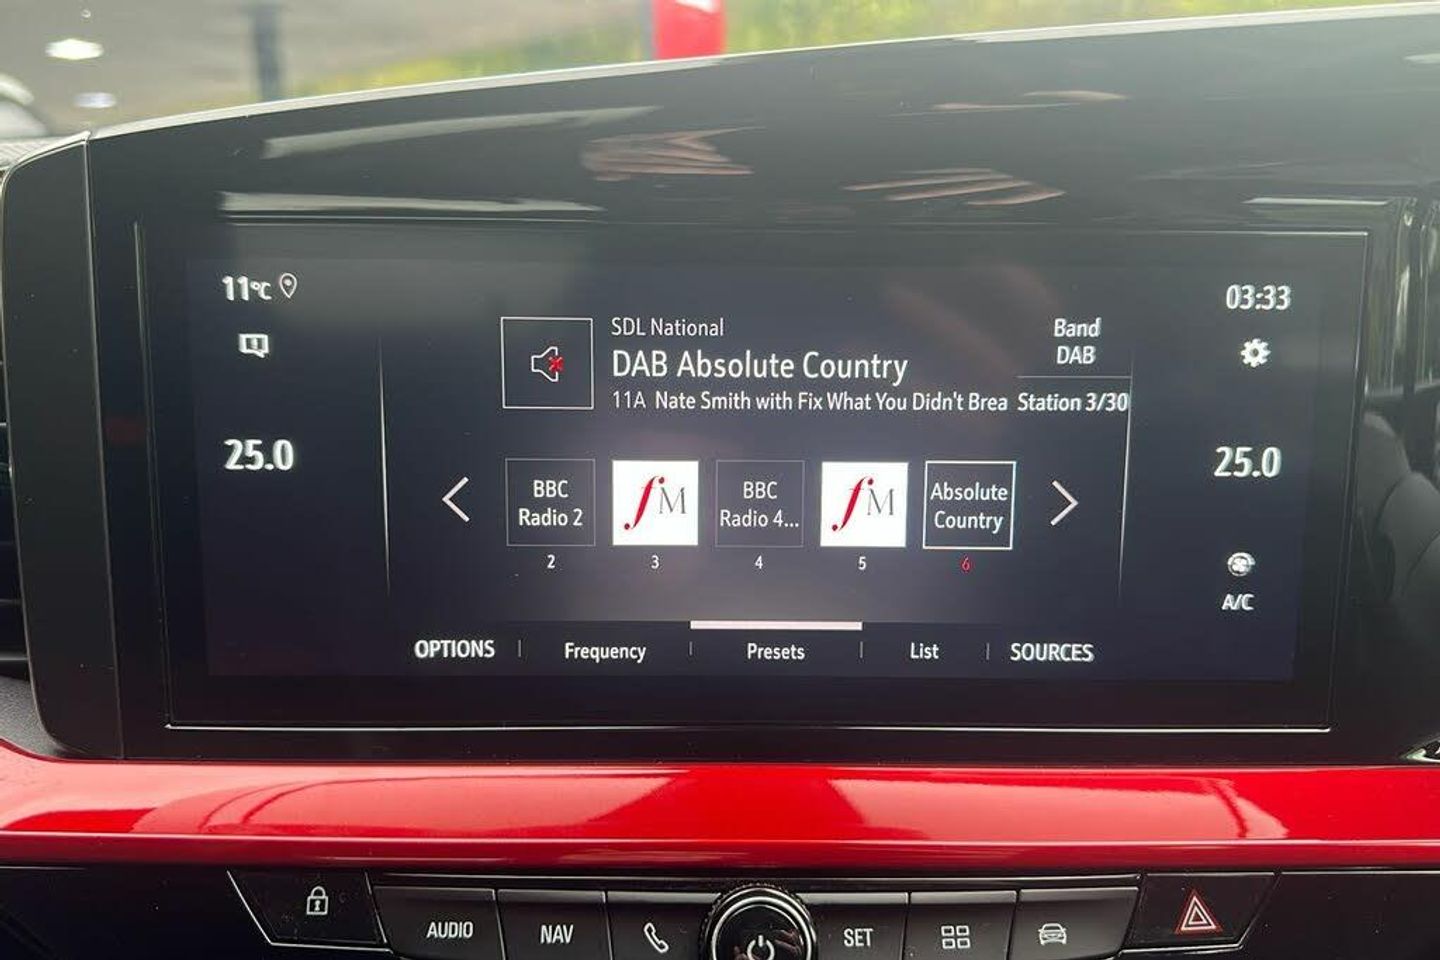 11°C
03:33
SDL National
DAB Absolute Country
11A Nate Smith with Fix What You Didn't Brea
Band
DAB
Station 3/30
25.0
25.0
BBC
Radio 2
2
fM
3
BBC
Radio 4...
4
fM
5
Absolute
Country
6
A/C
OPTIONS
Frequency
Presets
List
SOURCES
AUDIO
NAV
SET